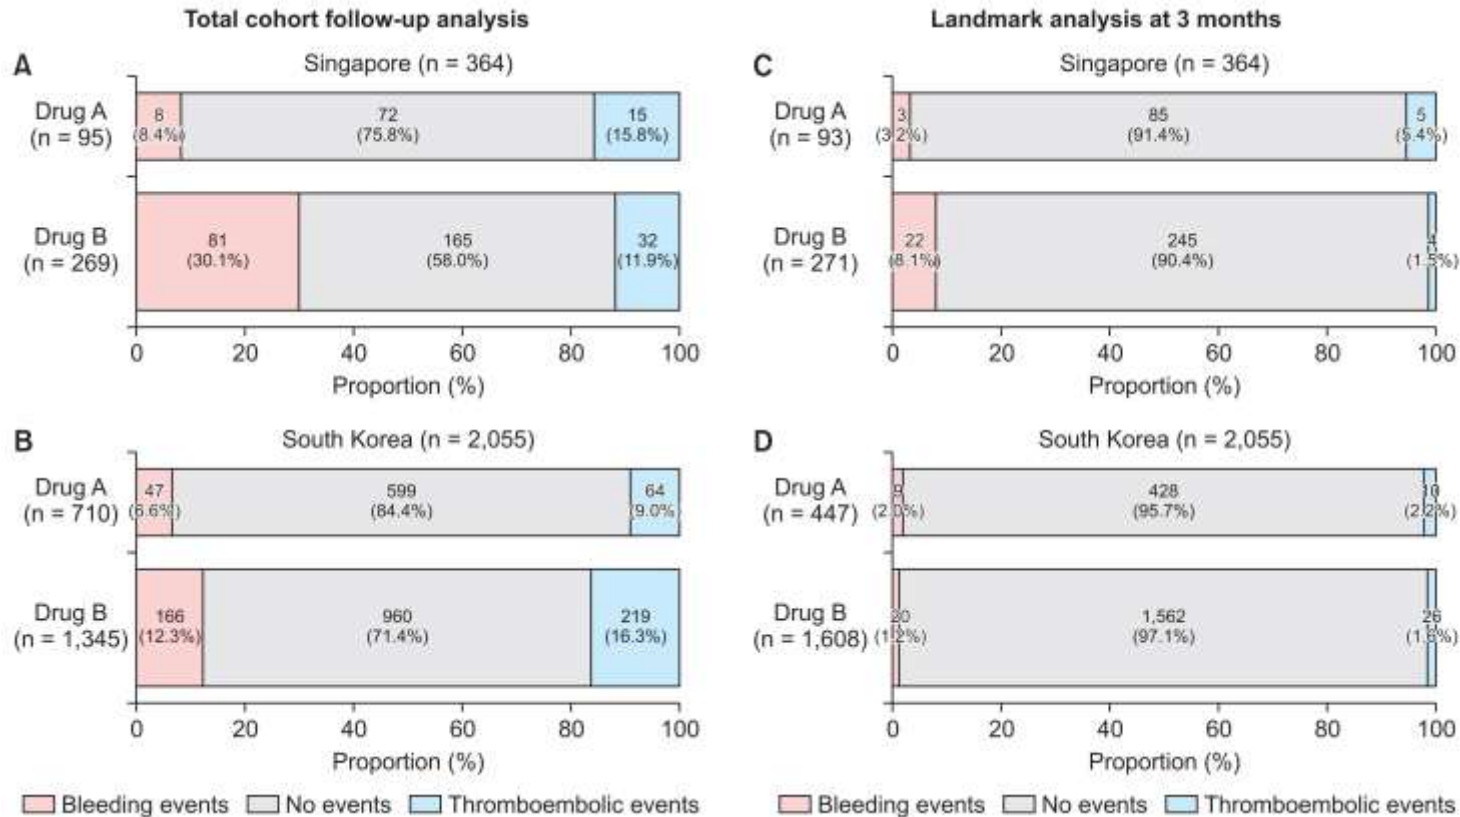 Total cohort follow-up analysis
A
Singapore (n = 364)
Drug A
(n = 95)
8
(8.4%)
72
(75.8%)
15
(15.8%)
Drug B
(n = 269)
81
(30.1%)
165
(58.0%)
32
(11.9%)
0 20 40 60 80 100
Proportion (%)
B
South Korea (n = 2,055)
Drug A
(n = 710)
47
(6.6%)
599
(84.4%)
64
(9.0%
Drug B
(n = 1,345)
166
(12.3%)
960
(71.4%)
219
(16.3%)
0 20 40 60 80 100
Proportion (%)
Bleeding events No events Thromboembolic events
Landmark analysis at 3 months
C
Singapore (n = 364)
Drug A
(n = 93)
3
(3.2%)
85
(91.4%)
5
(5.4%)
Drug B
(n = 271)
22
(8.1%)
245
(90.4%)
4
(1.5%)
0 20 40 60 80 100
Proportion (%)
D
South Korea (n = 2,055)
Drug A
(n = 447)
9
(2.0%)
428
(95.7%)
10
(2.2%)
Drug B
(n = 1,608)
20
(1.2%)
1,562
(97.1%)
26
(1.6%)
0 20 40 60 80 100
Proportion (%)
Bleeding events No events Thromboembolic events